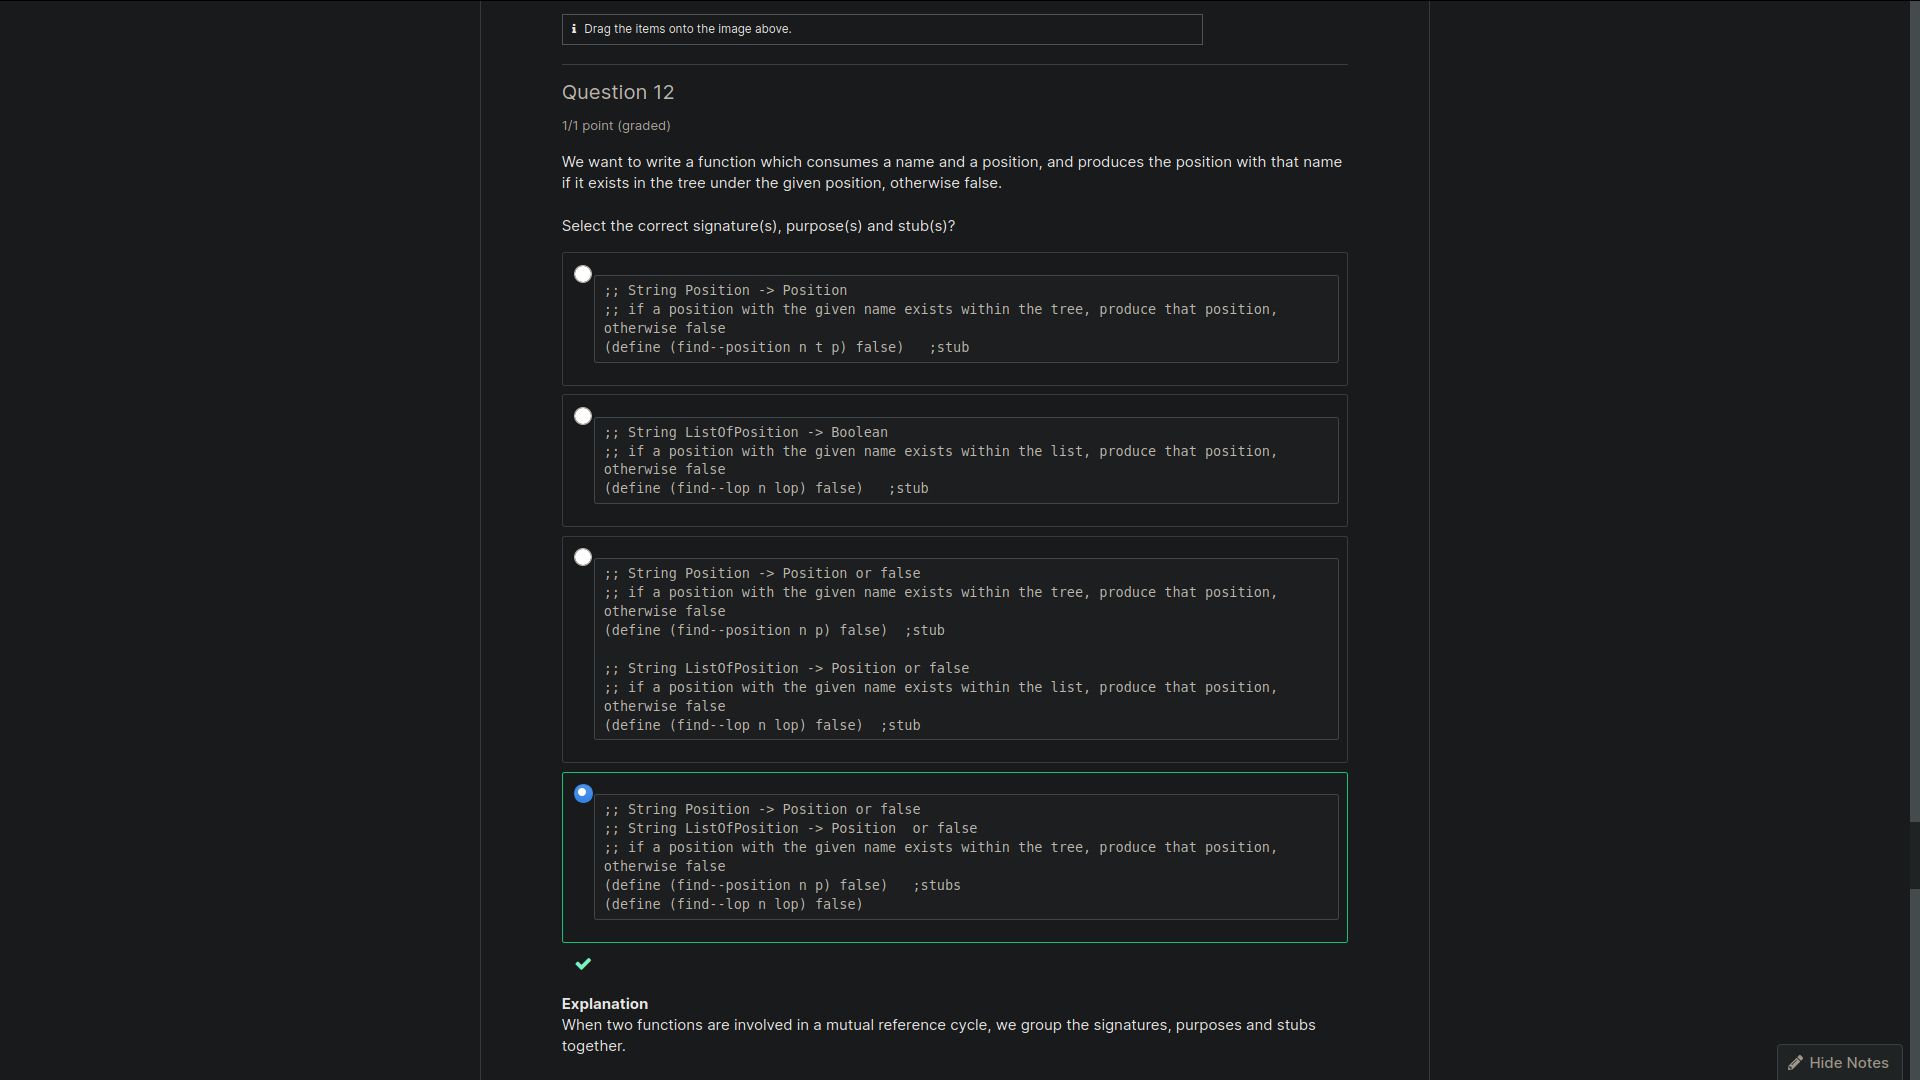 Drag the items onto the image above.
Question 12
1/1 point (graded)
We want to write a function which consumes a name and a position, and produces the position with that name
if it exists in the tree under the given position, otherwise false.
Select the correct signature(s), purpose(s) and stub(s)?
;; String Position -> Position
;; if a position with the given name exists within the tree, produce that position,
otherwise false
(define (find--position n t p) false)   ;stub
;; String ListOfPosition -> Boolean
;; if a position with the given name exists within the list, produce that position,
otherwise false
(define (find--lop n lop) false)   ;stub
;; String Position -> Position or false
;; if a position with the given name exists within the tree, produce that position,
otherwise false
(define (find--position n p) false)  ;stub
;; String ListOfPosition -> Position or false
;; if a position with the given name exists within the list, produce that position,
otherwise false
(define (find--lop n lop) false)  ;stub
;; String Position -> Position or false
;; String ListOfPosition -> Position  or false
;; if a position with the given name exists within the tree, produce that position,
otherwise false
(define (find--position n p) false)   ;stubs
(define (find--lop n lop) false)
Explanation
When two functions are involved in a mutual reference cycle, we group the signatures, purposes and stubs
together.
Hide Notes